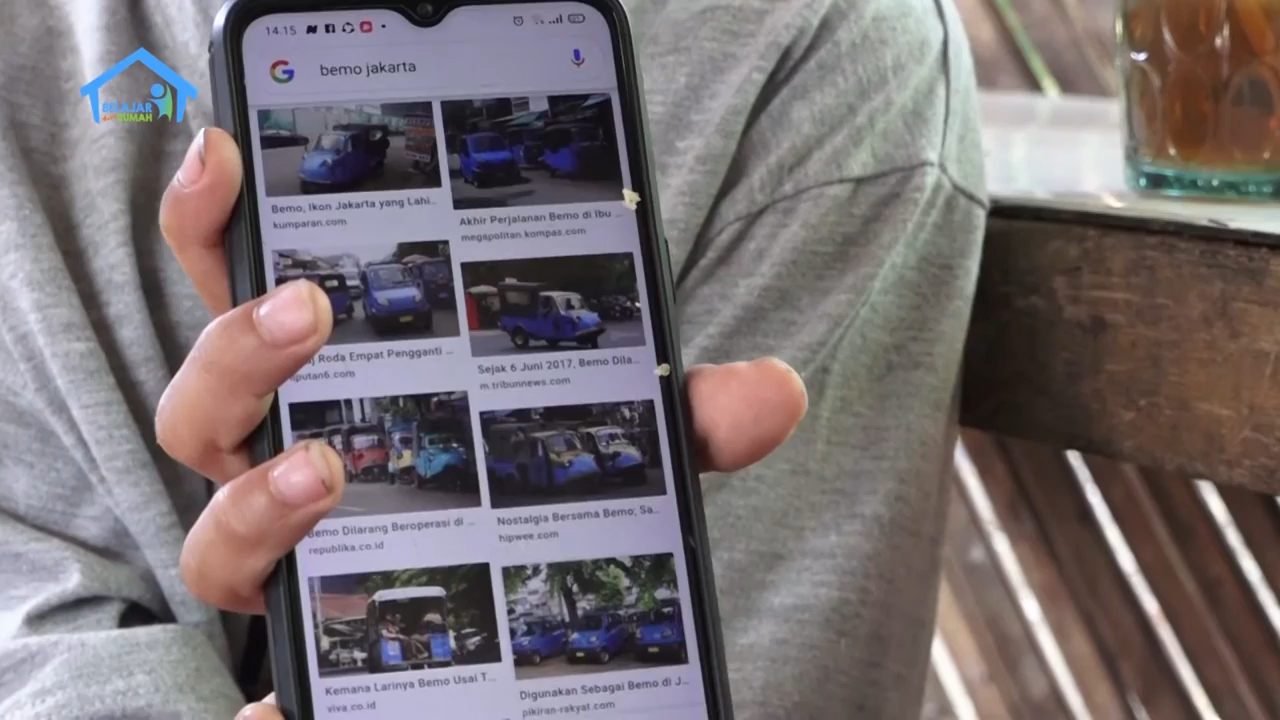 14.15
BELAJAR
dari RUMAH
bemo jakarta
Bemo, Ikon Jakarta yang Lahi...
kumparan.com
Akhir Perjalanan Bemo di Ibu ...
megapolitan.kompas.com
Roda Empat Pengganti ...
Sejak 6 Juni 2017, Bemo Dila...
m.tribunnews.com
Bemo Dilarang Beroperasi di ...
republika.co.id
Nostalgia Bersama Bemo, Sa...
hipwee.com
Kemana Larinya Bemo Usai T...
viva.co.id
Digunakan Sebagai Bemo di J...
pikiran-rakyat.com